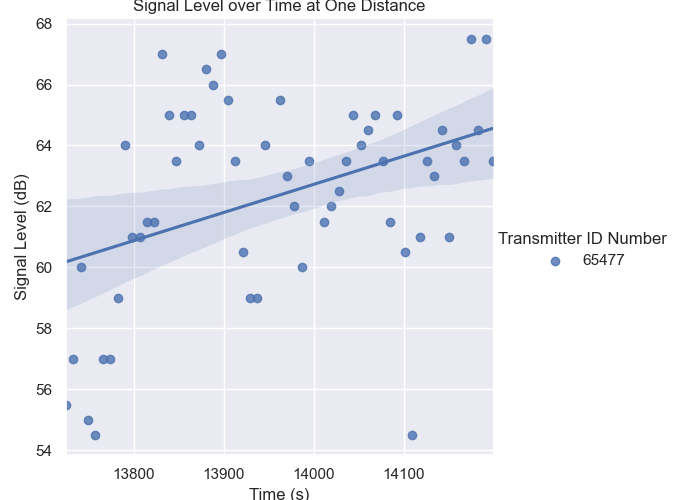 Signal Level over Time at One Distance
68
66
64
62
60
58
56
54
Signal Level (dB)
13800 13900 14000 14100
Time (s)
Transmitter ID Number
65477